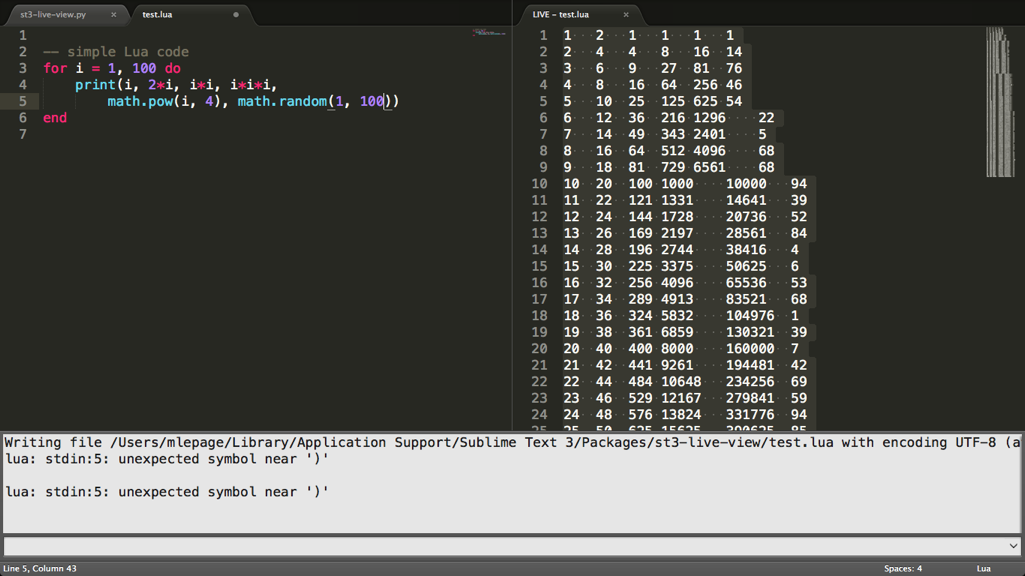 st3-live-view.py × test.lua
1
2 -- simple Lua code
3 for i = 1, 100 do
4 print(i, 2*i, i*i, i*i*i,
5 math.pow(i, 4), math.random(1, 100))
6 end
7
LIVE - test.lua ×
1 1 2 1 1 1 1
2 2 4 4 8 16 14
3 3 6 9 27 81 76
4 4 8 16 64 256 46
5 5 10 25 125 625 54
6 6 12 36 216 1296 22
7 7 14 49 343 2401 5
8 8 16 64 512 4096 68
9 9 18 81 729 6561 68
10 10 20 100 1000 10000 94
11 11 22 121 1331 14641 39
12 12 24 144 1728 20736 52
13 13 26 169 2197 28561 84
14 14 28 196 2744 38416 4
15 15 30 225 3375 50625 6
16 16 32 256 4096 65536 53
17 17 34 289 4913 83521 68
18 18 36 324 5832 104976 1
19 19 38 361 6859 130321 39
20 20 40 400 8000 160000 7
21 21 42 441 9261 194481 42
22 22 44 484 10648 234256 69
23 23 46 529 12167 279841 59
24 24 48 576 13824 331776 94
25 25 50 625 15625 390625 85
Writing file /Users/mlepage/Library/Application Support/Sublime Text 3/Packages/st3-live-view/test.lua with encoding UTF-8 (a
lua: stdin:5: unexpected symbol near ')'
lua: stdin:5: unexpected symbol near ')'
Line 5, Column 43
Spaces: 4
Lua